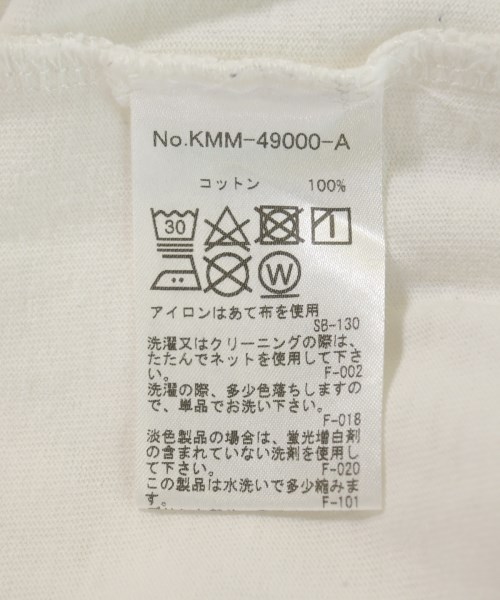 No.KMM-49000-A
コットン 100%
30
W
アイロンはあて布を使用
SB-130
洗濯又はクリーニングの際は、
たたんでネットを使用して下さ
い。 F-002
洗濯の際、多少色落ちしますの
で、単品でお洗い下さい。
F-018
淡色製品の場合は、蛍光増白剤
の含まれていない洗剤を使用し
て下さい。 F-020
この製品は水洗いで多少縮みま
す。 F-101